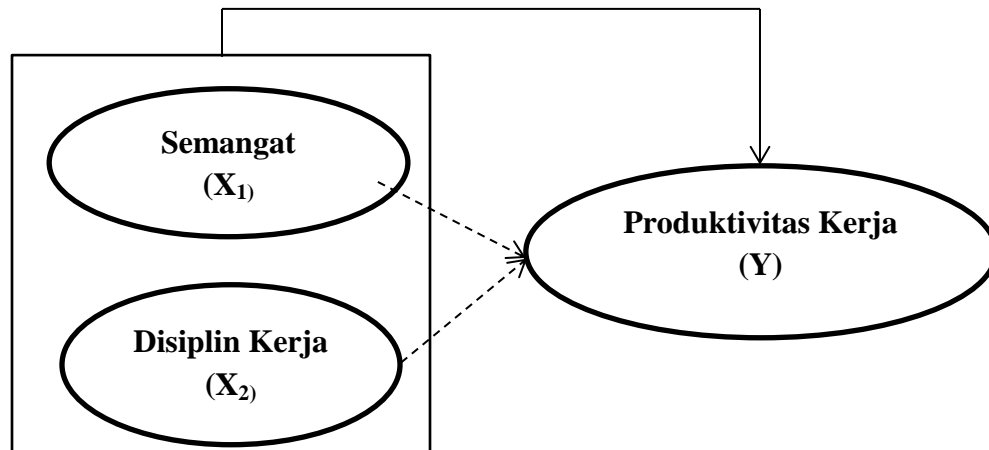 Semangat
(X₁₎
Produktivitas Kerja
(Y)
Disiplin Kerja
(X₂₎